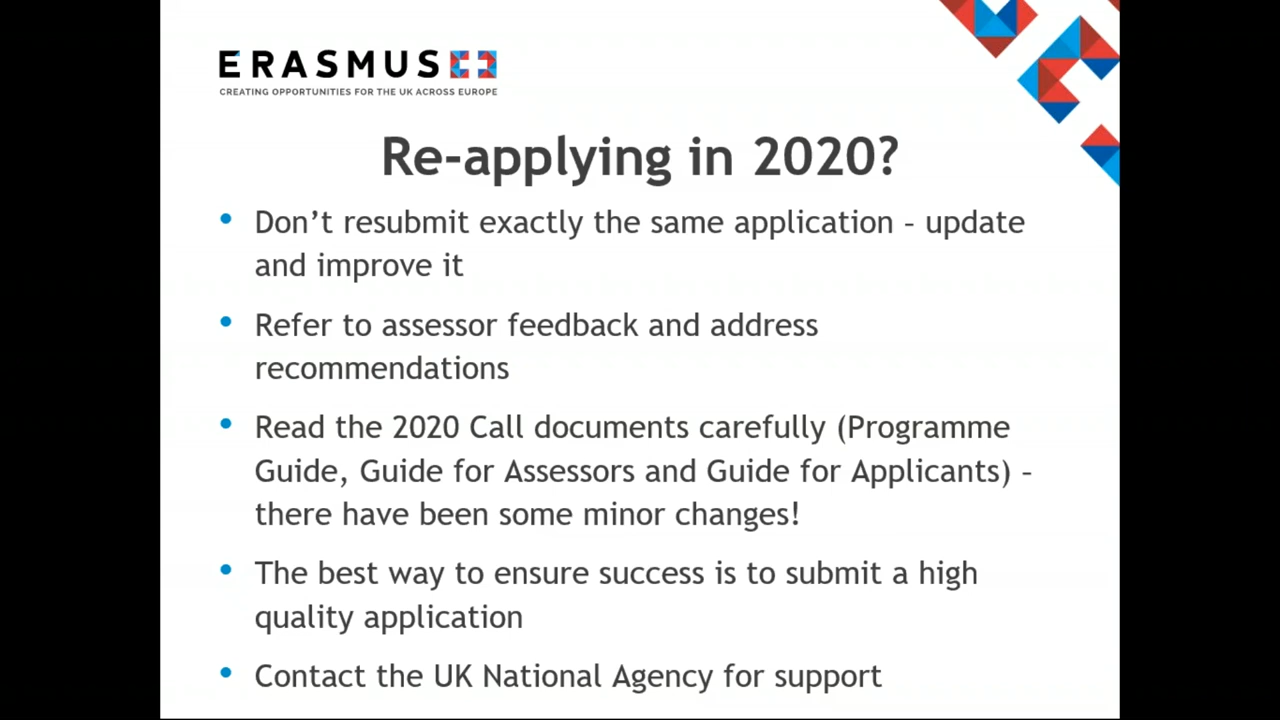 ERASMUS
CREATING OPPORTUNITIES FOR THE UK ACROSS EUROPE
Re-applying in 2020?
• Don’t resubmit exactly the same application – update
and improve it
• Refer to assessor feedback and address
recommendations
• Read the 2020 Call documents carefully (Programme
Guide, Guide for Assessors and Guide for Applicants) –
there have been some minor changes!
• The best way to ensure success is to submit a high
quality application
• Contact the UK National Agency for support